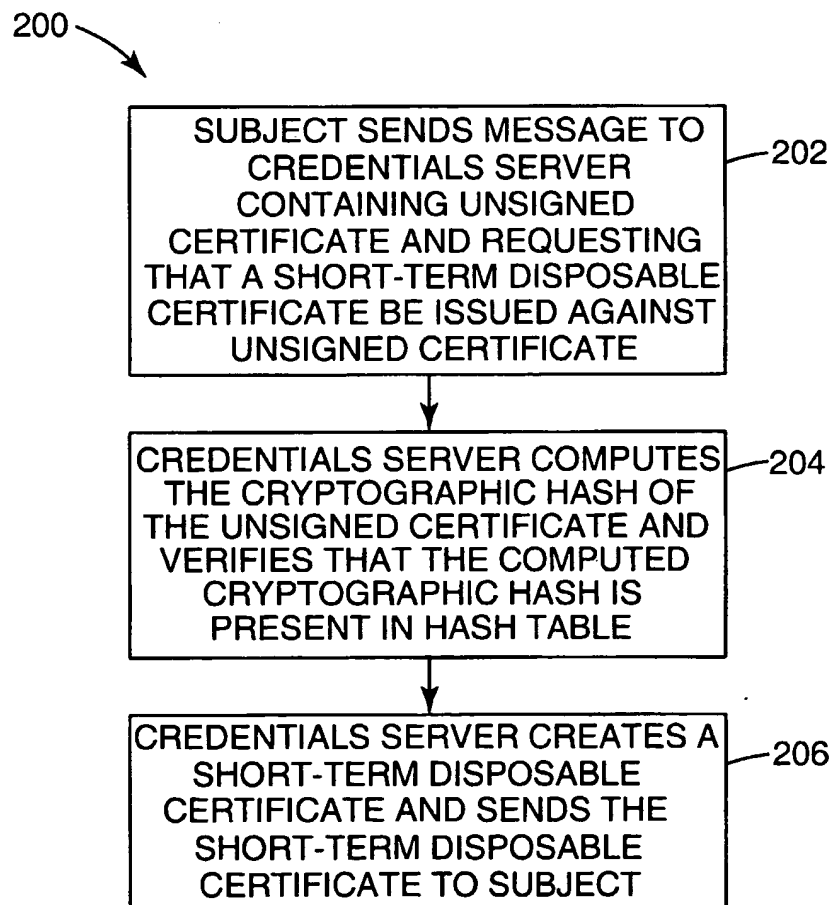 200
SUBJECT SENDS MESSAGE TO
CREDENTIALS SERVER
CONTAINING UNSIGNED
CERTIFICATE AND REQUESTING
THAT A SHORT-TERM DISPOSABLE
CERTIFICATE BE ISSUED AGAINST
UNSIGNED CERTIFICATE
202
CREDENTIALS SERVER COMPUTES
THE CRYPTOGRAPHIC HASH OF
THE UNSIGNED CERTIFICATE AND
VERIFIES THAT THE COMPUTED
CRYPTOGRAPHIC HASH IS
PRESENT IN HASH TABLE
204
CREDENTIALS SERVER CREATES A
SHORT-TERM DISPOSABLE
CERTIFICATE AND SENDS THE
SHORT-TERM DISPOSABLE
CERTIFICATE TO SUBJECT
206